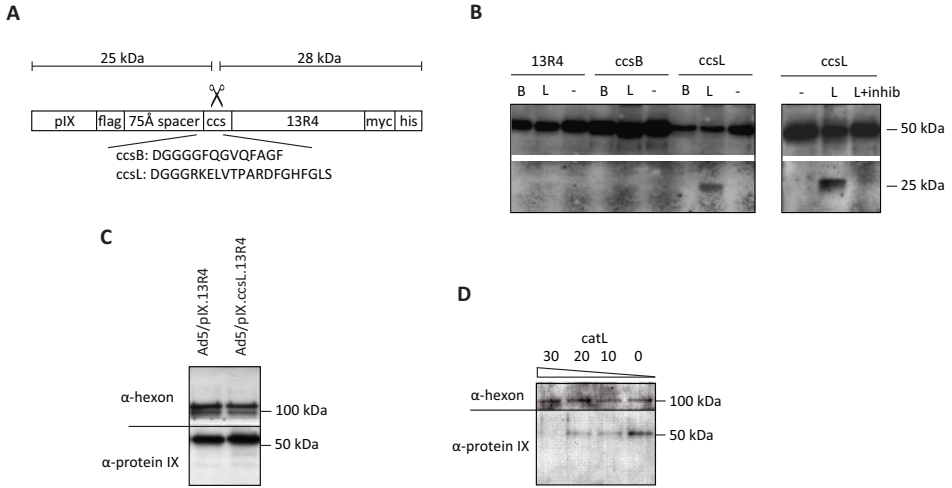 A
25 kDa 28 kDa
pIX flag 75Å spacer ccs 13R4 myc his
ccsB: DGGGGFQGVQFAGF
ccsL: DGGGRKELVTPARDFGHFGLS
B
13R4 ccsB ccsL ccsL
B L - B L - B L - - L L+inhib
50 kDa
25 kDa
C
Ad5/pIX.13R4
Ad5/pIX.ccsL.13R4
α-hexon
100 kDa
50 kDa
α-protein IX
D
catL
30 20 10 0
α-hexon
100 kDa
50 kDa
α-protein IX